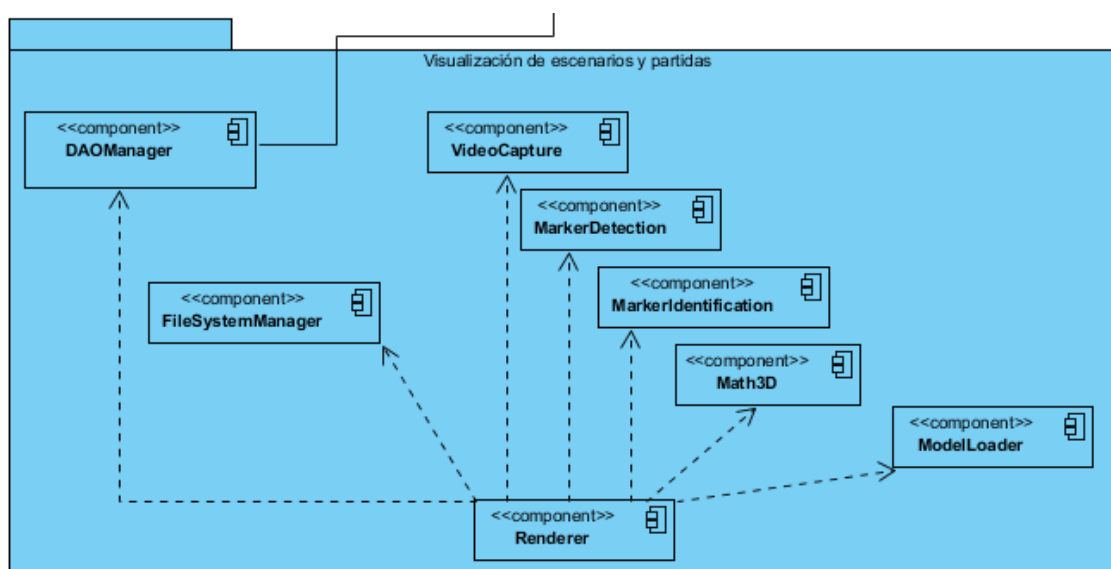 Visualización de escenarios y partidas
<<component>>
DAOManager
<<component>>
VideoCapture
<<component>>
MarkerDetection
<<component>>
MarkerIdentification
<<component>>
FileSystemManager
<<component>>
Math3D
<<component>>
ModelLoader
<<component>>
Renderer